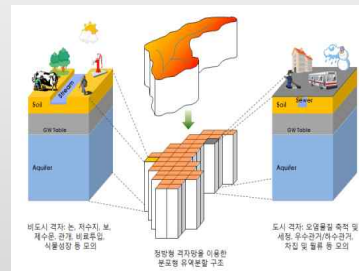 Stream
Soil
GW Table
Aquifer
Sewer
Soil
GW Table
Aquifer
비도시 격자: 논, 저수지, 보,
제수문, 관개, 비료투입,
식물성장 등 모의
정방형 격자망을 이용한
분포형 유역분할 구조
도시 격자: 오염물질 축적 및
세정, 우수관거/하수관거,
차집 및 월류 등 모의